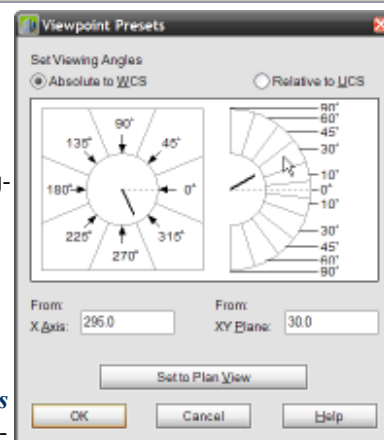 Viewpoint Presets
Set Viewing Angles
Absolute to WCS
Relative to UCS
90°
135° 45°
180° 0°
225° 315°
270°
90°
60°
45°
30°
10°
0°
10°
30°
45°
60°
90°
From: From:
X Axis: 295.0 XY Plane: 30.0
Set to Plan View
OK Cancel Help
s